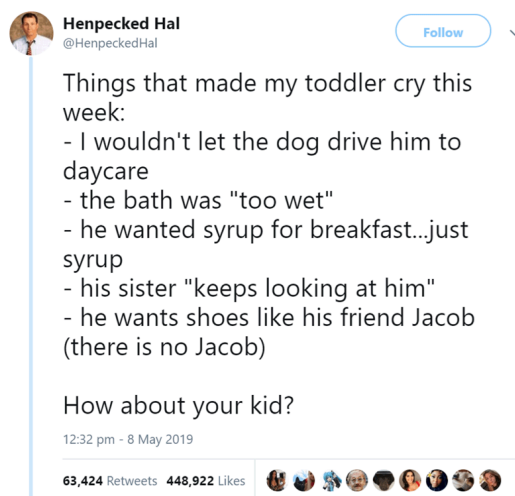 Henpecked Hal
@HenpeckedHal
Follow
Things that made my toddler cry this
week:
- I wouldn't let the dog drive him to
daycare
- the bath was "too wet"
- he wanted syrup for breakfast...just
syrup
- his sister "keeps looking at him"
- he wants shoes like his friend Jacob
(there is no Jacob)
How about your kid?
12:32 pm - 8 May 2019
63,424 Retweets 448,922 Likes